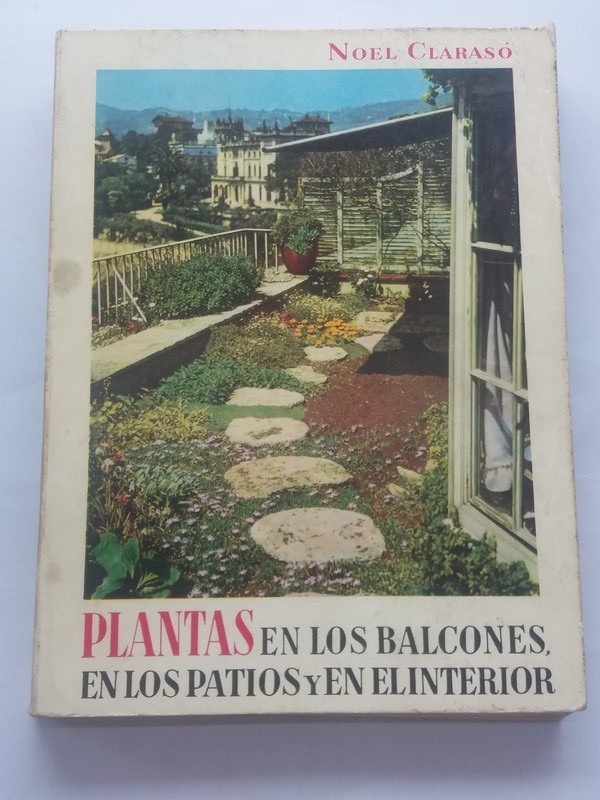 NOEL CLARASÓ
PLANTAS EN LOS BALCONES,
EN LOS PATIOS Y EN EL INTERIOR